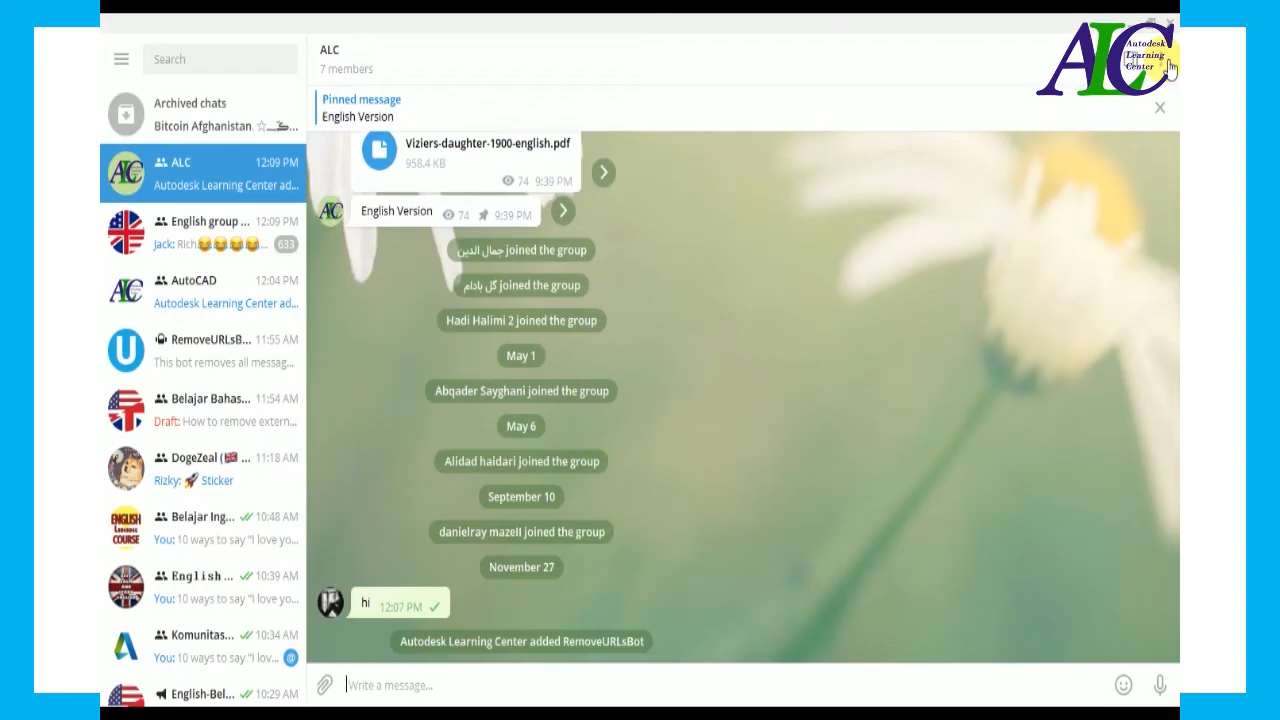 Search
Archived chats
Bitcoin Afghanistan. ☆
ALC 12:09 PM
Autodesk Learning Center ad...
English group ... 12:09 PM
Jack: Rich😂😂😂😂... 633
AutoCAD 12:04 PM
Autodesk Learning Center ad...
RemoveURLsB... 11:55 AM
This bot removes all messag...
Belajar Bahas... 11:54 AM
Draft: How to remove extern...
DogeZeal (🇬🇧 ... 11:18 AM
Rizky: 🚀 Sticker
ENGLISH
Language
COURSE
Belajar Ing... 10:48 AM
You: 10 ways to say "I love yo...
English ... 10:39 AM
You: 10 ways to say "I love yo...
Komunitas... 10:34 AM
You: 10 ways to say "I lov... @
English-Bel... 10:29 AM
ALC
7 members
Pinned message
English Version
Viziers-daughter-1900-english.pdf
958.4 KB
74 9:39 PM
English Version 74 9:39 PM
جمال الدین joined the group
گل بادام joined the group
Hadi Halimi 2 joined the group
May 1
Abqader Sayghani joined the group
May 6
Alidad haidari joined the group
September 10
danielray mazell joined the group
November 27
hi 12:07 PM
Autodesk Learning Center added RemoveURLsBot
Write a message...
ALC
Autodesk
Learning
Center